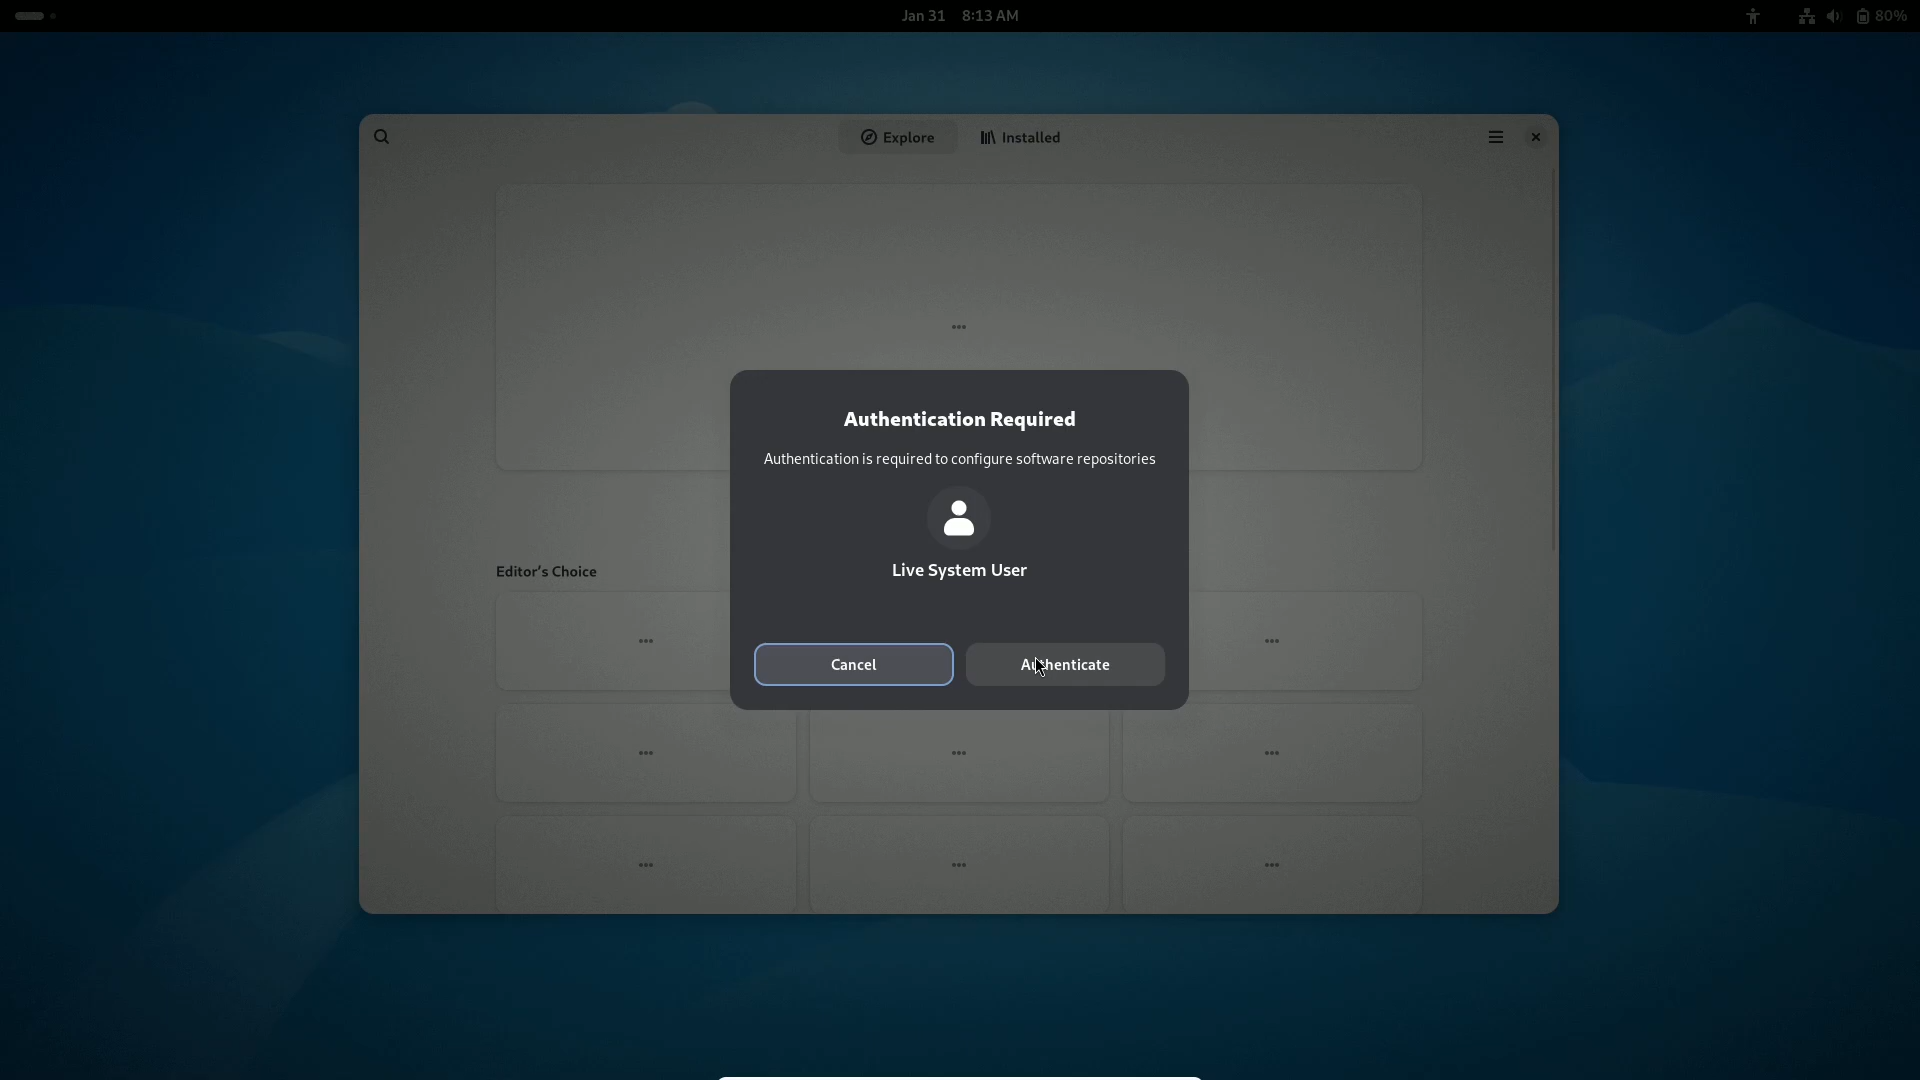 Jan 31 8:13 AM
80%
Explore
Installed
Authentication Required
Authentication is required to configure software repositories
Live System User
Editor's Choice
Cancel
Authenticate